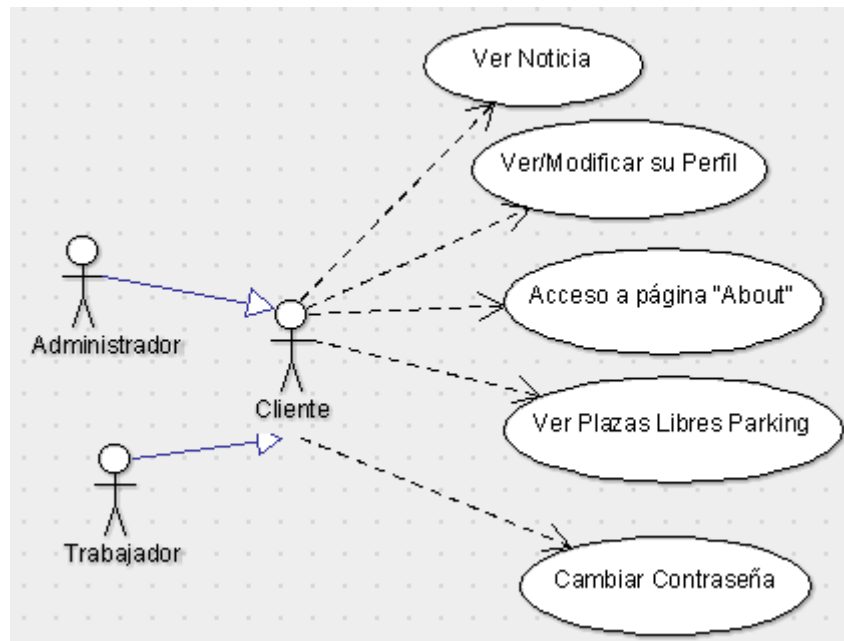 Ver Noticia
Ver/Modificar su Perfil
Administrador
Acceso a página "About"
Cliente
Ver Plazas Libres Parking
Trabajador
Cambiar Contraseña